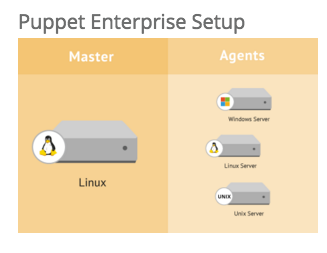 Puppet Enterprise Setup
Master
Agents
Windows Server
Linux Server
Linux
UNIX
Unix Server